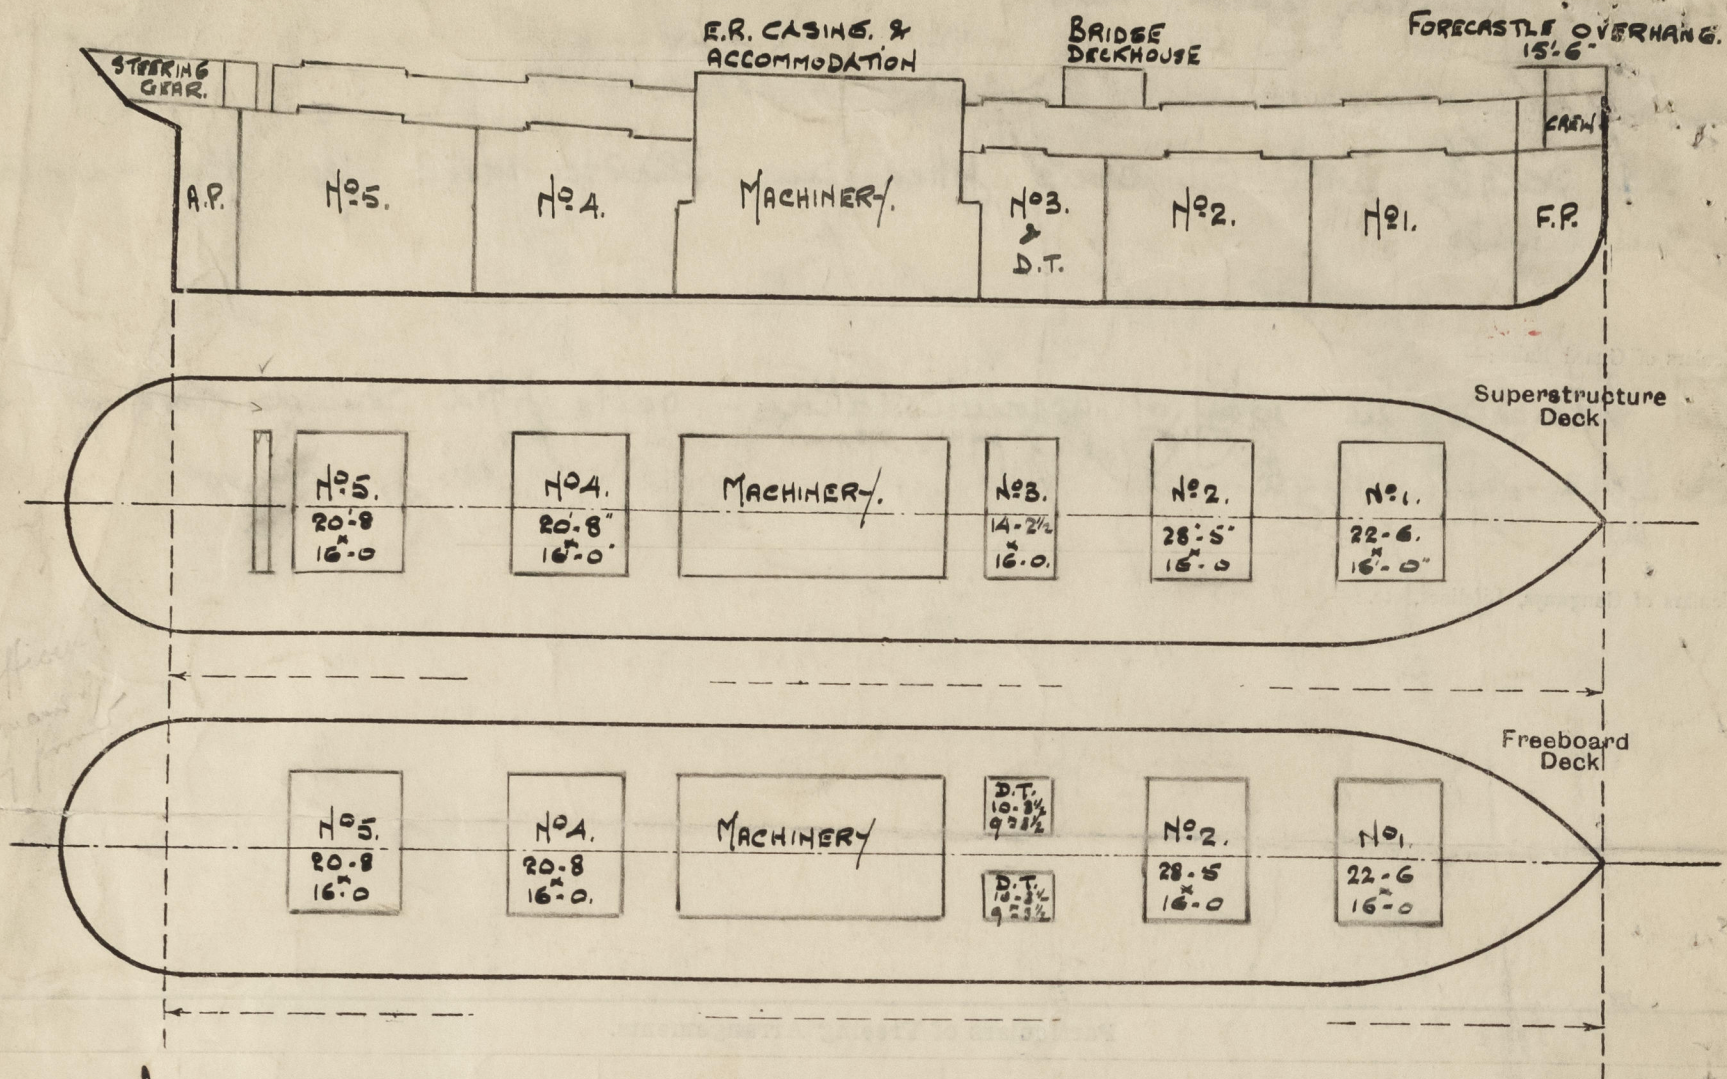 E.R. CASING. &
ACCOMMODATION
BRIDGE
DECKHOUSE
FORECASTLE OVERHANG.
15'-6"
STEERING
GEAR.
CREW
A.P.
No5.
No4.
MACHINERY.
No3.
&
D.T.
No2.
No1.
F.P.
Superstructure
Deck
No5.
20'-8
x
16-0
No4.
20'-8"
x
16'-0"
MACHINERY.
No3.
14-2½
x
16-0.
No2.
28'-5"
x
16-0
No1.
22-6.
x
16'-0"
Freeboard
Deck
No5.
20-8
x
16-0
No4.
20-8
x
16-0.
MACHINERY
D.T.
D.T.
No2.
28-5
x
16-0
No1.
22-6
x
16-0